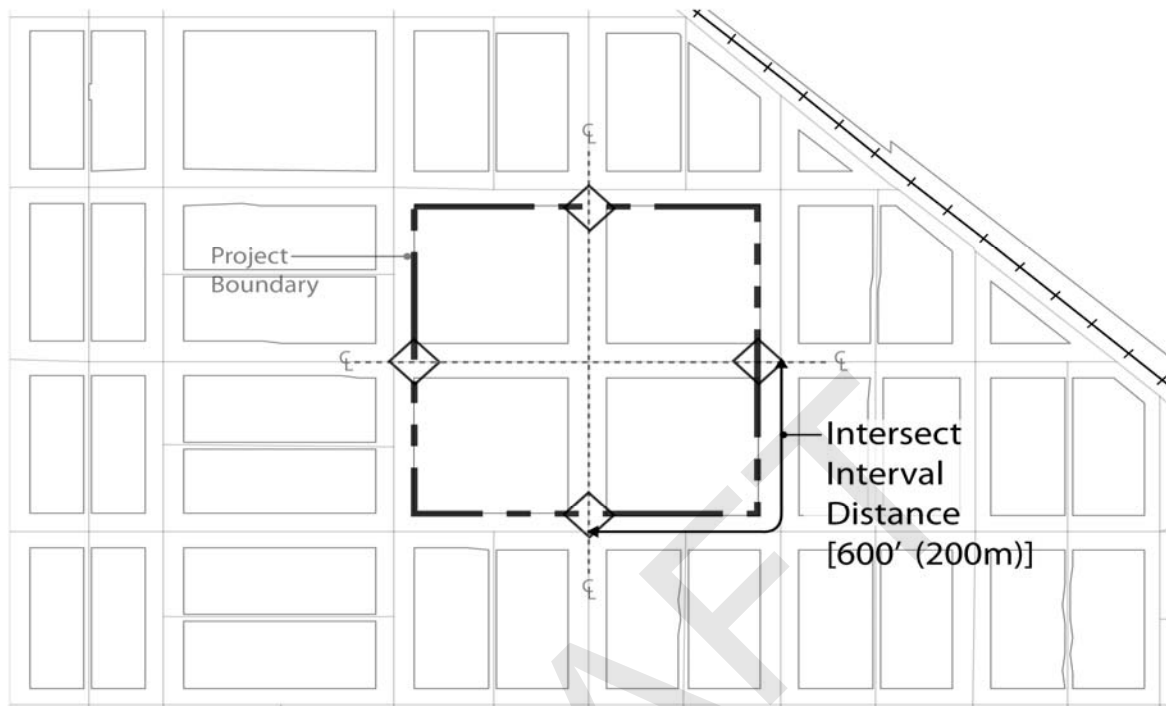 ℄
Project
Boundary
℄
℄
Intersect
Interval
Distance
[600’ (200m)]
℄